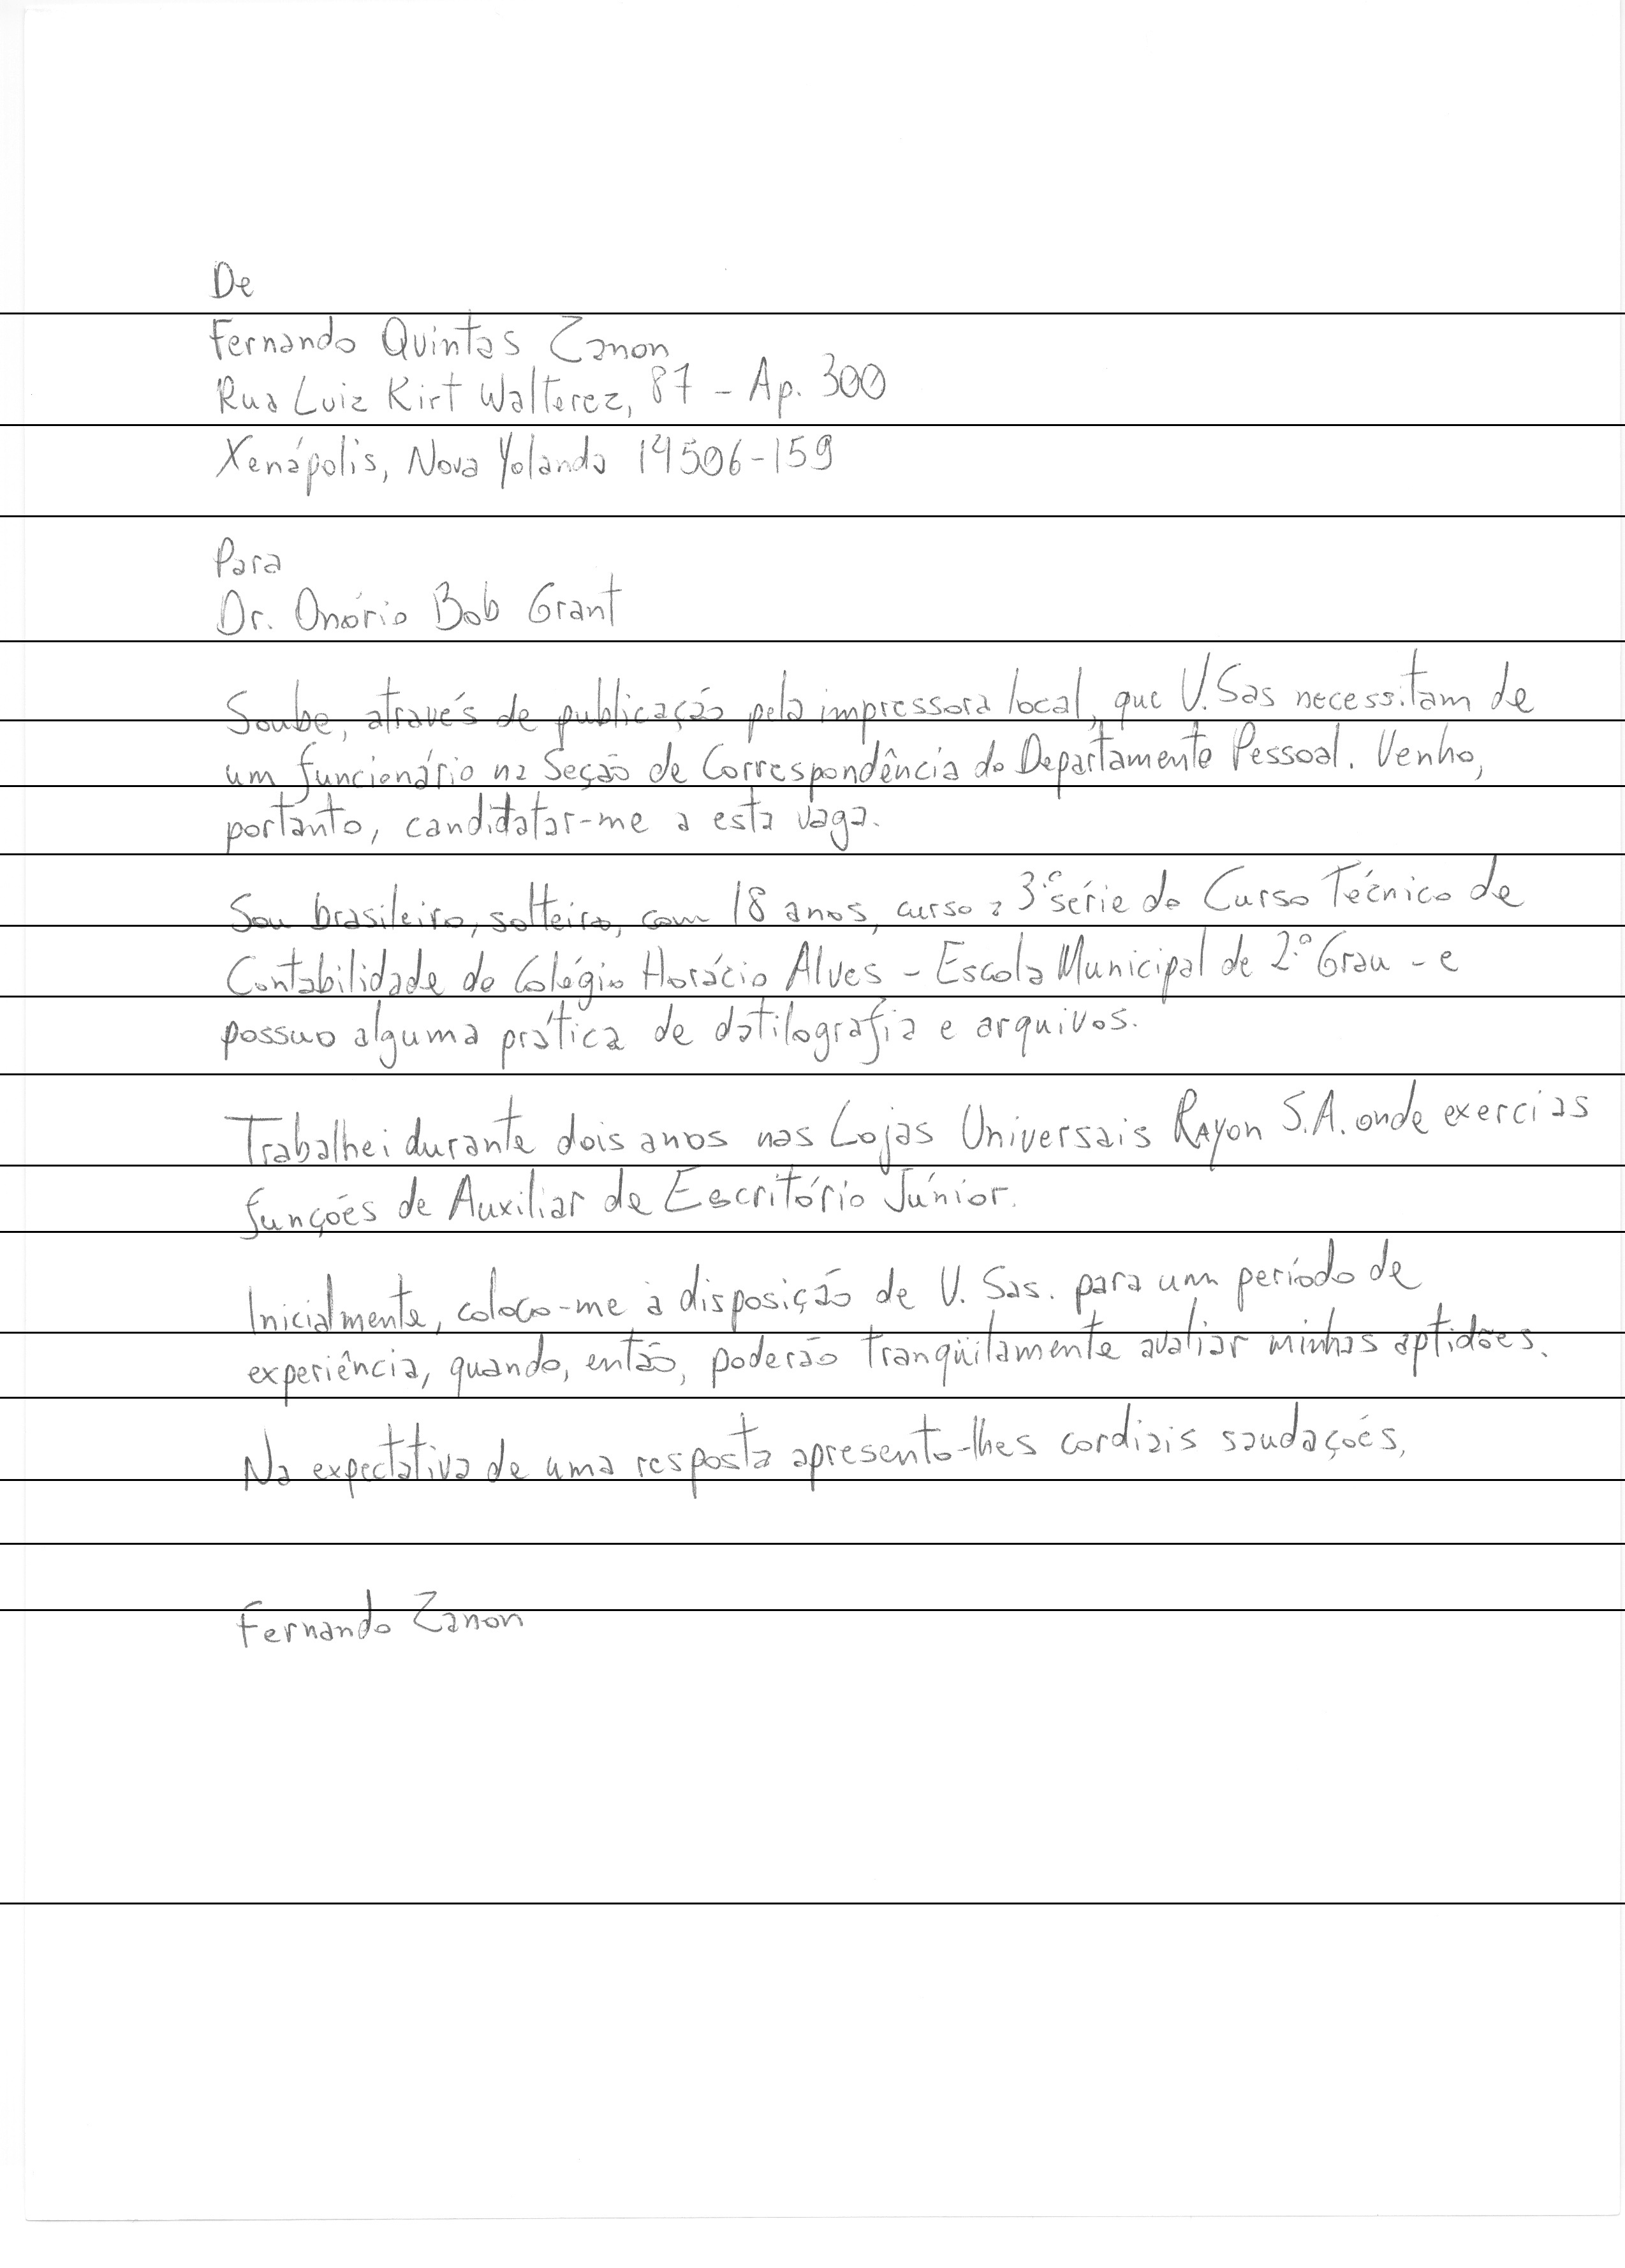 De
Fernando Quintas Zanon
Rua Luiz Kirt Walterez, 87 - Ap. 300
Xenápolis, Nova Yolanda 14506-159
Para
Dr. Onório Bob Grant
Soube, através de publicação pela impressora local, que V. Sas necessitam de
um funcionário na Seção de Correspondência do Departamento Pessoal. Venho,
portanto, candidatar-me a esta vaga.
Sou brasileiro, solteiro, com 18 anos, curso a 3ª série do Curso Técnico de
Contabilidade do Colégio Horácio Alves - Escola Municipal de 2.º Grau - e
possuo alguma prática de datilografia e arquivos.
Trabalhei durante dois anos nas Lojas Universais Rayon S.A. onde exerci as
funções de Auxiliar de Escritório Júnior.
Inicialmente, coloco-me à disposição de V. Sas. para um período de
experiência, quando, então, poderão tranqüilamente avaliar minhas aptidões.
Na expectativa de uma resposta apresento-lhes cordiais saudações,
Fernando Zanon